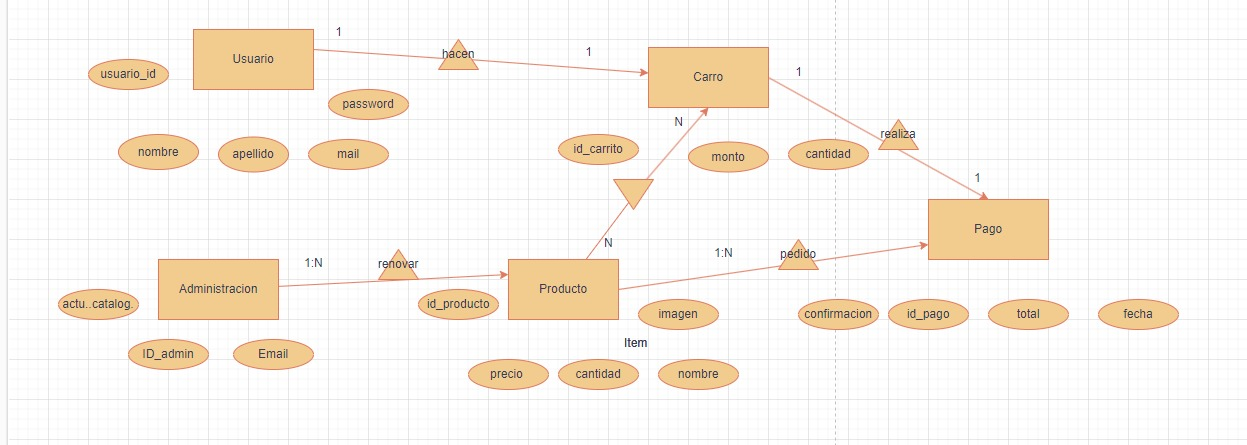 1
Usuario
hacen
1
Carro
1
usuario_id
password
N
realiza
nombre
apellido
mail
id_carrito
monto
cantidad
1
Pago
N
1:N
renovar
1:N
pedido
Administracion
Producto
actu..catalog.
id_producto
imagen
confirmacion
id_pago
total
fecha
Item
ID_admin
Email
precio
cantidad
nombre